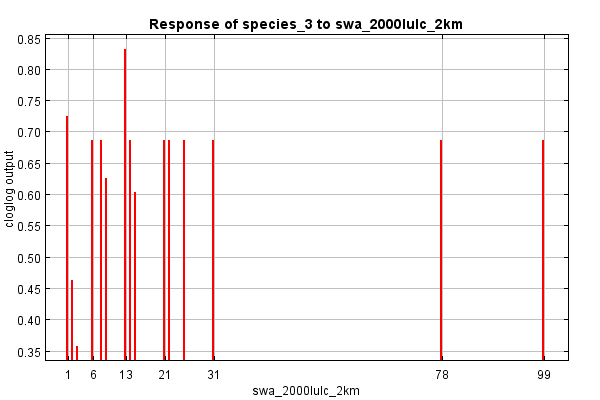 Response of species_3 to swa_2000lulc_2km
0.85
0.80
0.75
0.70
0.65
0.60
0.55
0.50
0.45
0.40
0.35
cloglog output
1 6 13 21 31 78 99
swa_2000lulc_2km